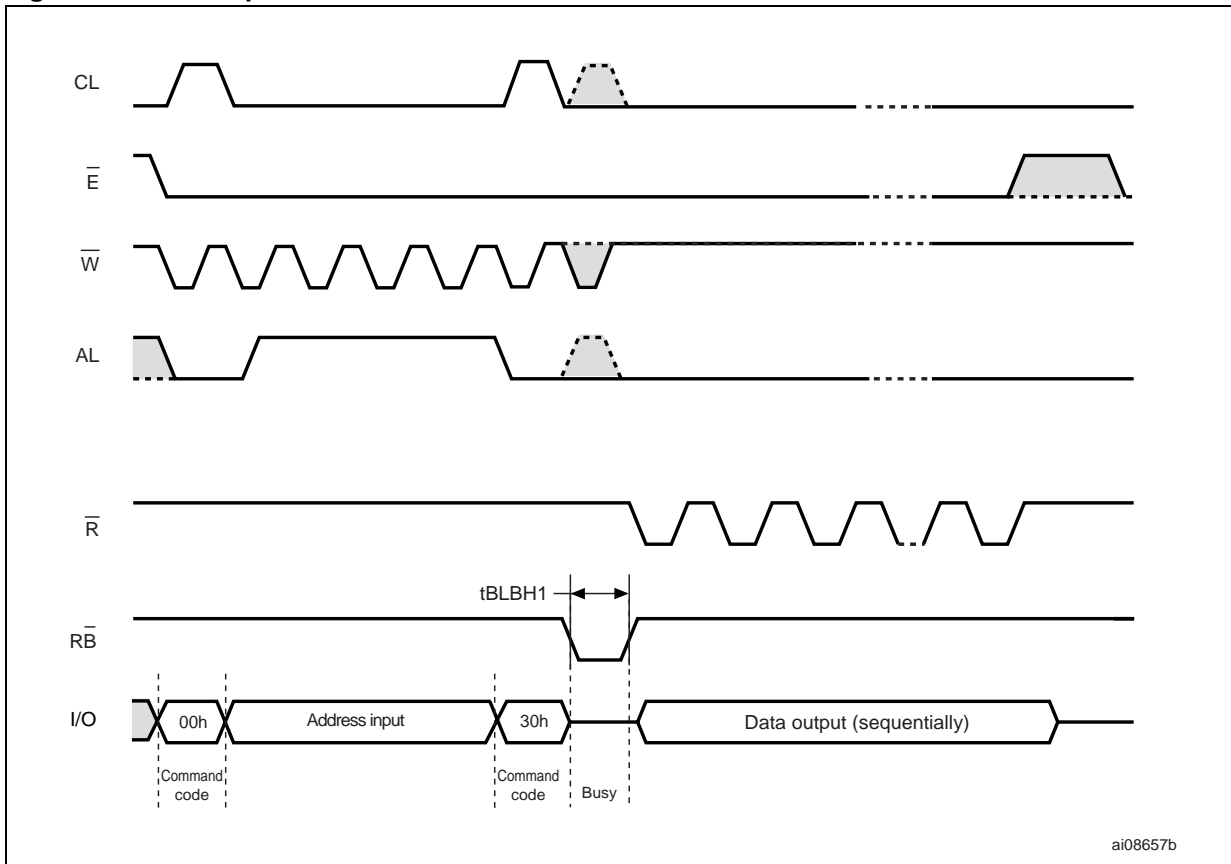 CL
E̅
W̅
AL
R̅
tBLBH1
RB̅
I/O
00h
Address input
30h
Data output (sequentially)
Command
code
Command
code
Busy
ai08657b